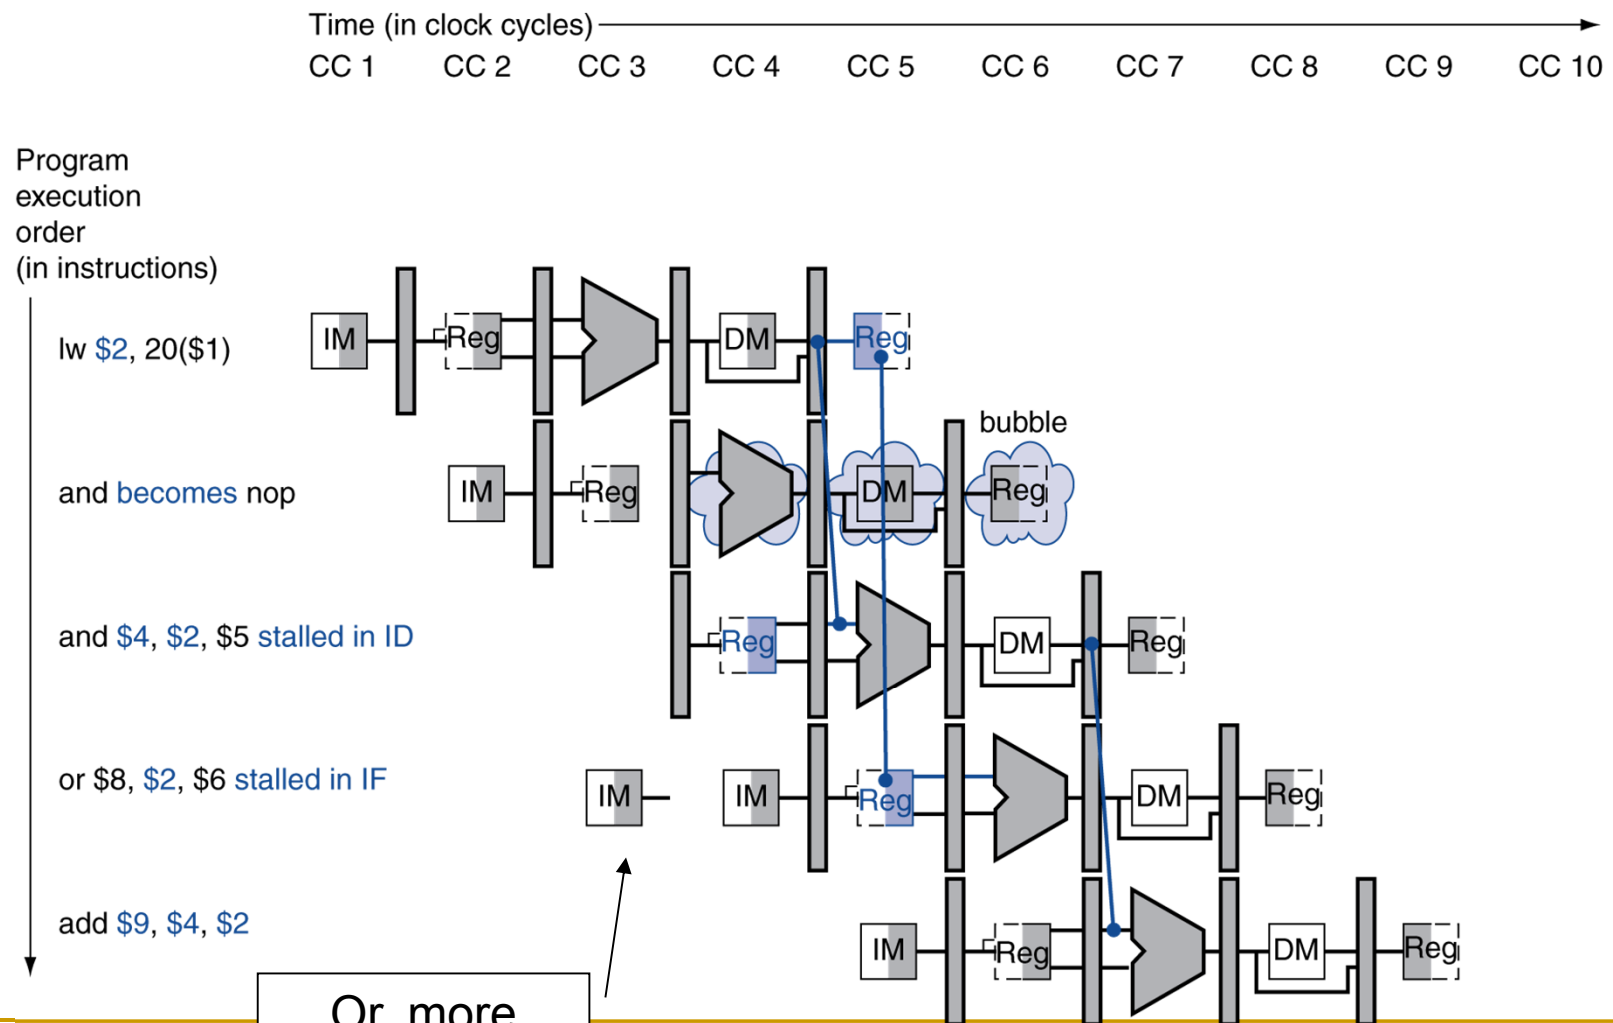 Time (in clock cycles)
CC 1 CC 2 CC 3 CC 4 CC 5 CC 6 CC 7 CC 8 CC 9 CC 10
Program
execution
order
(in instructions)
lw $2, 20($1)
IM Reg DM Reg
bubble
and becomes nop
IM Reg DM Reg
and $4, $2, $5 stalled in ID
Reg DM Reg
or $8, $2, $6 stalled in IF
IM IM Reg DM Reg
add $9, $4, $2
IM Reg DM Reg
Or, more